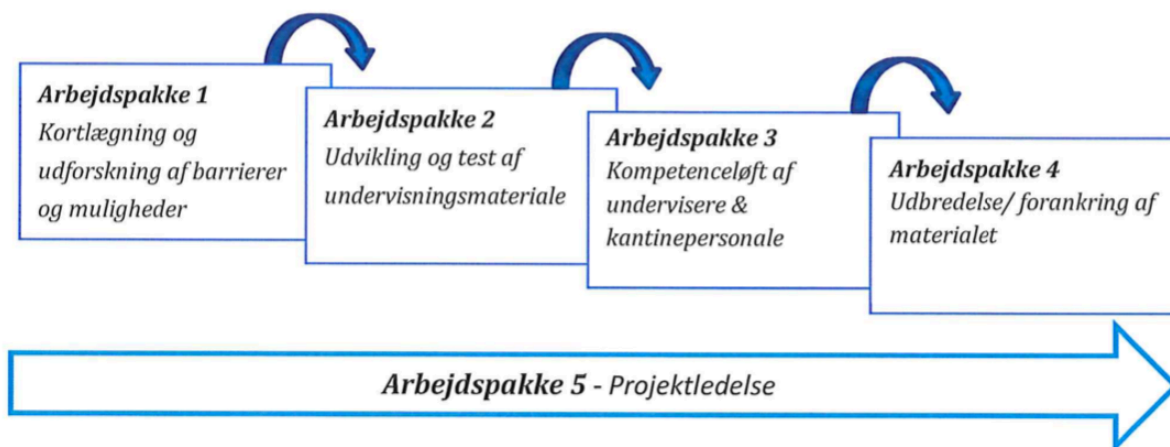 Arbejdspakke 1
Kortlægning og
udforskning af barrierer
og muligheder
Arbejdspakke 2
Udvikling og test af
undervisningsmateriale
Arbejdspakke 3
Kompetenceløft af
undervisere &
kantinepersonale
Arbejdspakke 4
Udbredelse/ forankring af
materialet
Arbejdspakke 5 - Projektledelse